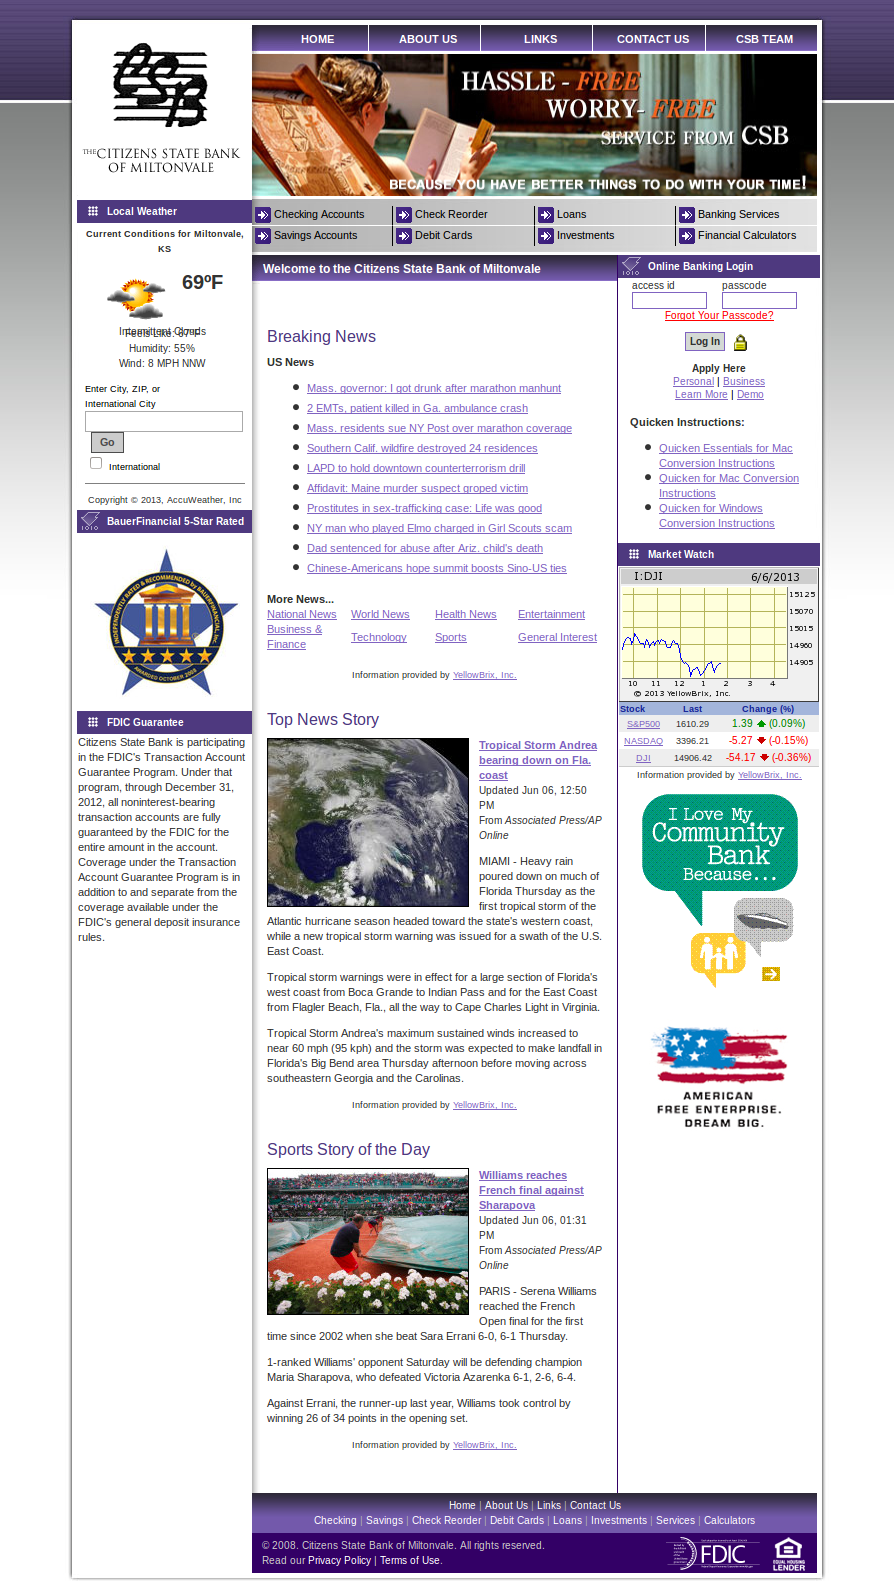 HOME ABOUT US LINKS CONTACT US CSB TEAM
THE CITIZENS STATE BANK
OF MILTONVALE
HASSLE - FREE
WORRY- FREE
SERVICE FROM CSB
BECAUSE YOU HAVE BETTER THINGS TO DO WITH YOUR TIME!
Checking Accounts Check Reorder Loans Banking Services
Savings Accounts Debit Cards Investments Financial Calculators
Local Weather
Current Conditions for Miltonvale,
KS
69ºF
Intermittent Clouds
Feels Like: 67ºF
Humidity: 55%
Wind: 8 MPH NNW
Enter City, ZIP, or
International City
Go
International
Copyright © 2013, AccuWeather, Inc
BauerFinancial 5-Star Rated
INDEPENDENTLY RATED & RECOMMENDED by BAUERFINANCIAL, INC.
AWARDED OCTOBER 2008
FDIC Guarantee
Citizens State Bank is participating
in the FDIC's Transaction Account
Guarantee Program. Under that
program, through December 31,
2012, all noninterest-bearing
transaction accounts are fully
guaranteed by the FDIC for the
entire amount in the account.
Coverage under the Transaction
Account Guarantee Program is in
addition to and separate from the
coverage available under the
FDIC's general deposit insurance
rules.
Welcome to the Citizens State Bank of Miltonvale
Breaking News
US News
Mass. governor: I got drunk after marathon manhunt
2 EMTs, patient killed in Ga. ambulance crash
Mass. residents sue NY Post over marathon coverage
Southern Calif. wildfire destroyed 24 residences
LAPD to hold downtown counterterrorism drill
Affidavit: Maine murder suspect groped victim
Prostitutes in sex-trafficking case: Life was good
NY man who played Elmo charged in Girl Scouts scam
Dad sentenced for abuse after Ariz. child's death
Chinese-Americans hope summit boosts Sino-US ties
More News...
National News World News Health News Entertainment
Business &
Finance
Technology Sports General Interest
Information provided by YellowBrix, Inc.
Top News Story
Tropical Storm Andrea
bearing down on Fla.
coast
Updated Jun 06, 12:50
PM
From Associated Press/AP
Online
MIAMI - Heavy rain
poured down on much of
Florida Thursday as the
first tropical storm of the
Atlantic hurricane season headed toward the state's western coast,
while a new tropical storm warning was issued for a swath of the U.S.
East Coast.
Tropical storm warnings were in effect for a large section of Florida's
west coast from Boca Grande to Indian Pass and for the East Coast
from Flagler Beach, Fla., all the way to Cape Charles Light in Virginia.
Tropical Storm Andrea's maximum sustained winds increased to
near 60 mph (95 kph) and the storm was expected to make landfall in
Florida's Big Bend area Thursday afternoon before moving across
southeastern Georgia and the Carolinas.
Information provided by YellowBrix, Inc.
Sports Story of the Day
Williams reaches
French final against
Sharapova
Updated Jun 06, 01:31
PM
From Associated Press/AP
Online
PARIS - Serena Williams
reached the French
Open final for the first
time since 2002 when she beat Sara Errani 6-0, 6-1 Thursday.
1-ranked Williams' opponent Saturday will be defending champion
Maria Sharapova, who defeated Victoria Azarenka 6-1, 2-6, 6-4.
Against Errani, the runner-up last year, Williams took control by
winning 26 of 34 points in the opening set.
Information provided by YellowBrix, Inc.
Online Banking Login
access id passcode
Forgot Your Passcode?
Log In
Apply Here
Personal | Business
Learn More | Demo
Quicken Instructions:
Quicken Essentials for Mac
Conversion Instructions
Quicken for Mac Conversion
Instructions
Quicken for Windows
Conversion Instructions
Market Watch
I:DJI 6/6/2013
15125
15070
15015
14960
14905
10 11 12 1 2 3 4
© 2013 YellowBrix, Inc.
Stock Last Change (%)
S&P500 1610.29 1.39 (0.09%)
NASDAQ 3396.21 -5.27 (-0.15%)
DJI 14906.42 -54.17 (-0.36%)
Information provided by YellowBrix, Inc.
I Love My
Community
Bank
Because...
AMERICAN
FREE ENTERPRISE.
DREAM BIG.
Home | About Us | Links | Contact Us
Checking | Savings | Check Reorder | Debit Cards | Loans | Investments | Services | Calculators
© 2008. Citizens State Bank of Miltonvale. All rights reserved.
Read our Privacy Policy | Terms of Use.
FDIC
EQUAL HOUSING
LENDER